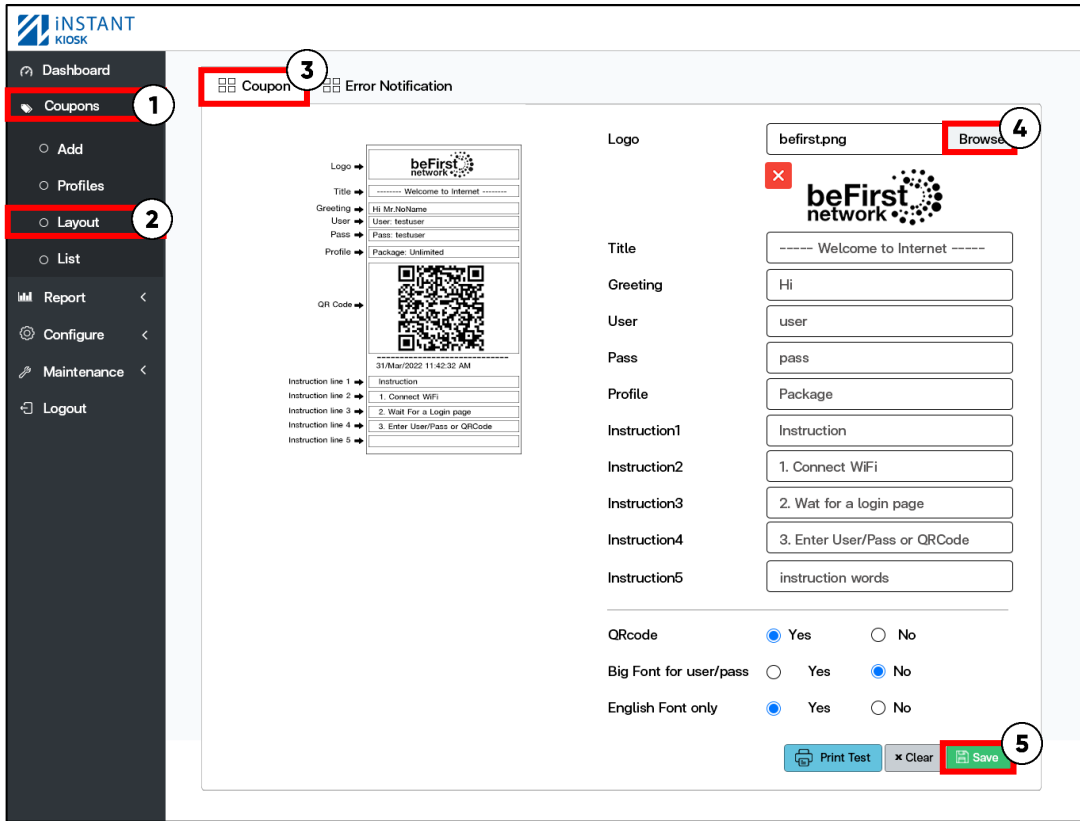 iNSTANT
KIOSK
Dashboard
Coupons
1
Add
Profiles
Layout
2
List
Report
Configure
Maintenance
Logout
Coupon
3
Error Notification
Logo
beFirst
network
Title
-------- Welcome to Internet --------
Greeting
Hi Mr.NoName
User
User: testuser
Pass
Pass: testuser
Profile
Package: Unlimited
QR Code
31/Mar/2022 11:42:32 AM
Instruction line 1
Instruction
Instruction line 2
1. Connect WiFi
Instruction line 3
2. Wait For a Login page
Instruction line 4
3. Enter User/Pass or QRCode
Instruction line 5
Logo
befirst.png
Browse
4
beFirst
network
Title
----- Welcome to Internet -----
Greeting
Hi
User
user
Pass
pass
Profile
Package
Instruction1
Instruction
Instruction2
1. Connect WiFi
Instruction3
2. Wat for a login page
Instruction4
3. Enter User/Pass or QRCode
Instruction5
instruction words
QRcode
Yes
No
Big Font for user/pass
Yes
No
English Font only
Yes
No
Print Test
× Clear
Save
5